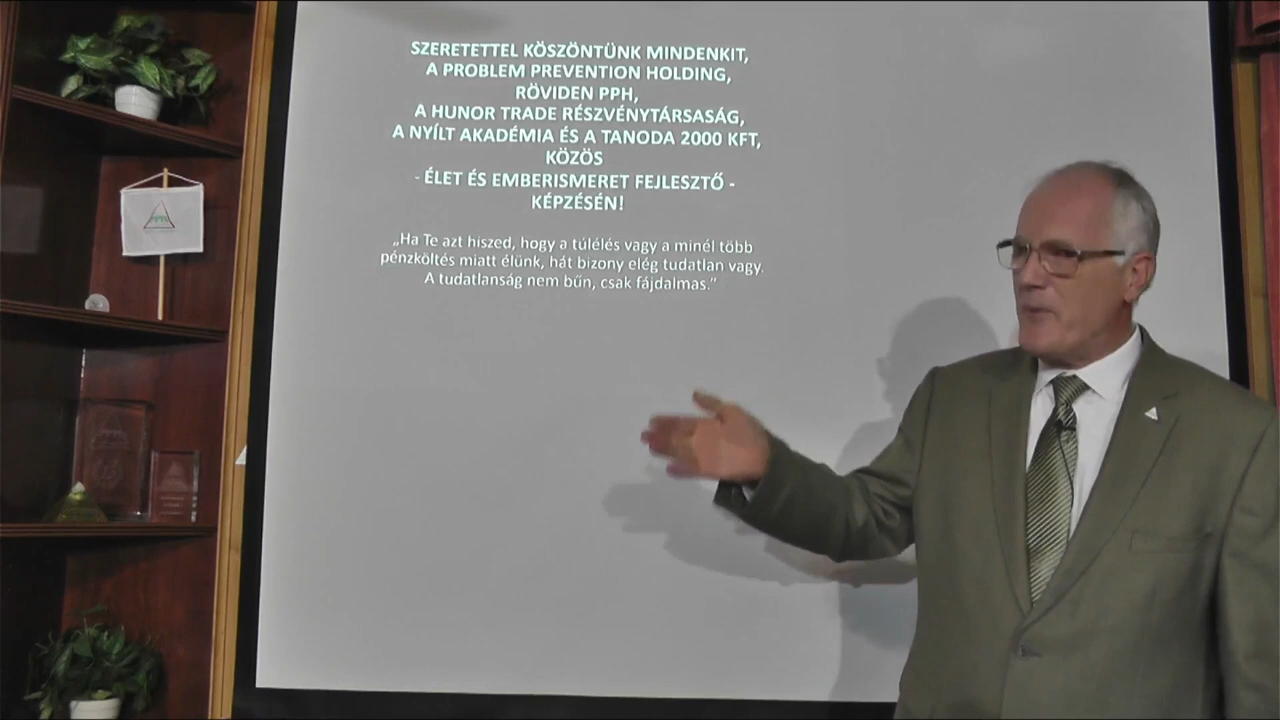 SZERETETTEL KÖSZÖNTÜNK MINDENKIT,
A PROBLEM PREVENTION HOLDING,
RÖVIDEN PPH,
A HUNOR TRADE RÉSZVÉNYTÁRSASÁG,
A NYÍLT AKADÉMIA ÉS A TANODA 2000 KFT,
KÖZÖS
- ÉLET ÉS EMBERISMERET FEJLESZTŐ -
KÉPZÉSÉN!
„Ha Te azt hiszed, hogy a túlélés vagy a minél több
pénzköltés miatt élünk, hát bizony elég tudatlan vagy.
A tudatlanság nem bűn, csak fájdalmas.”